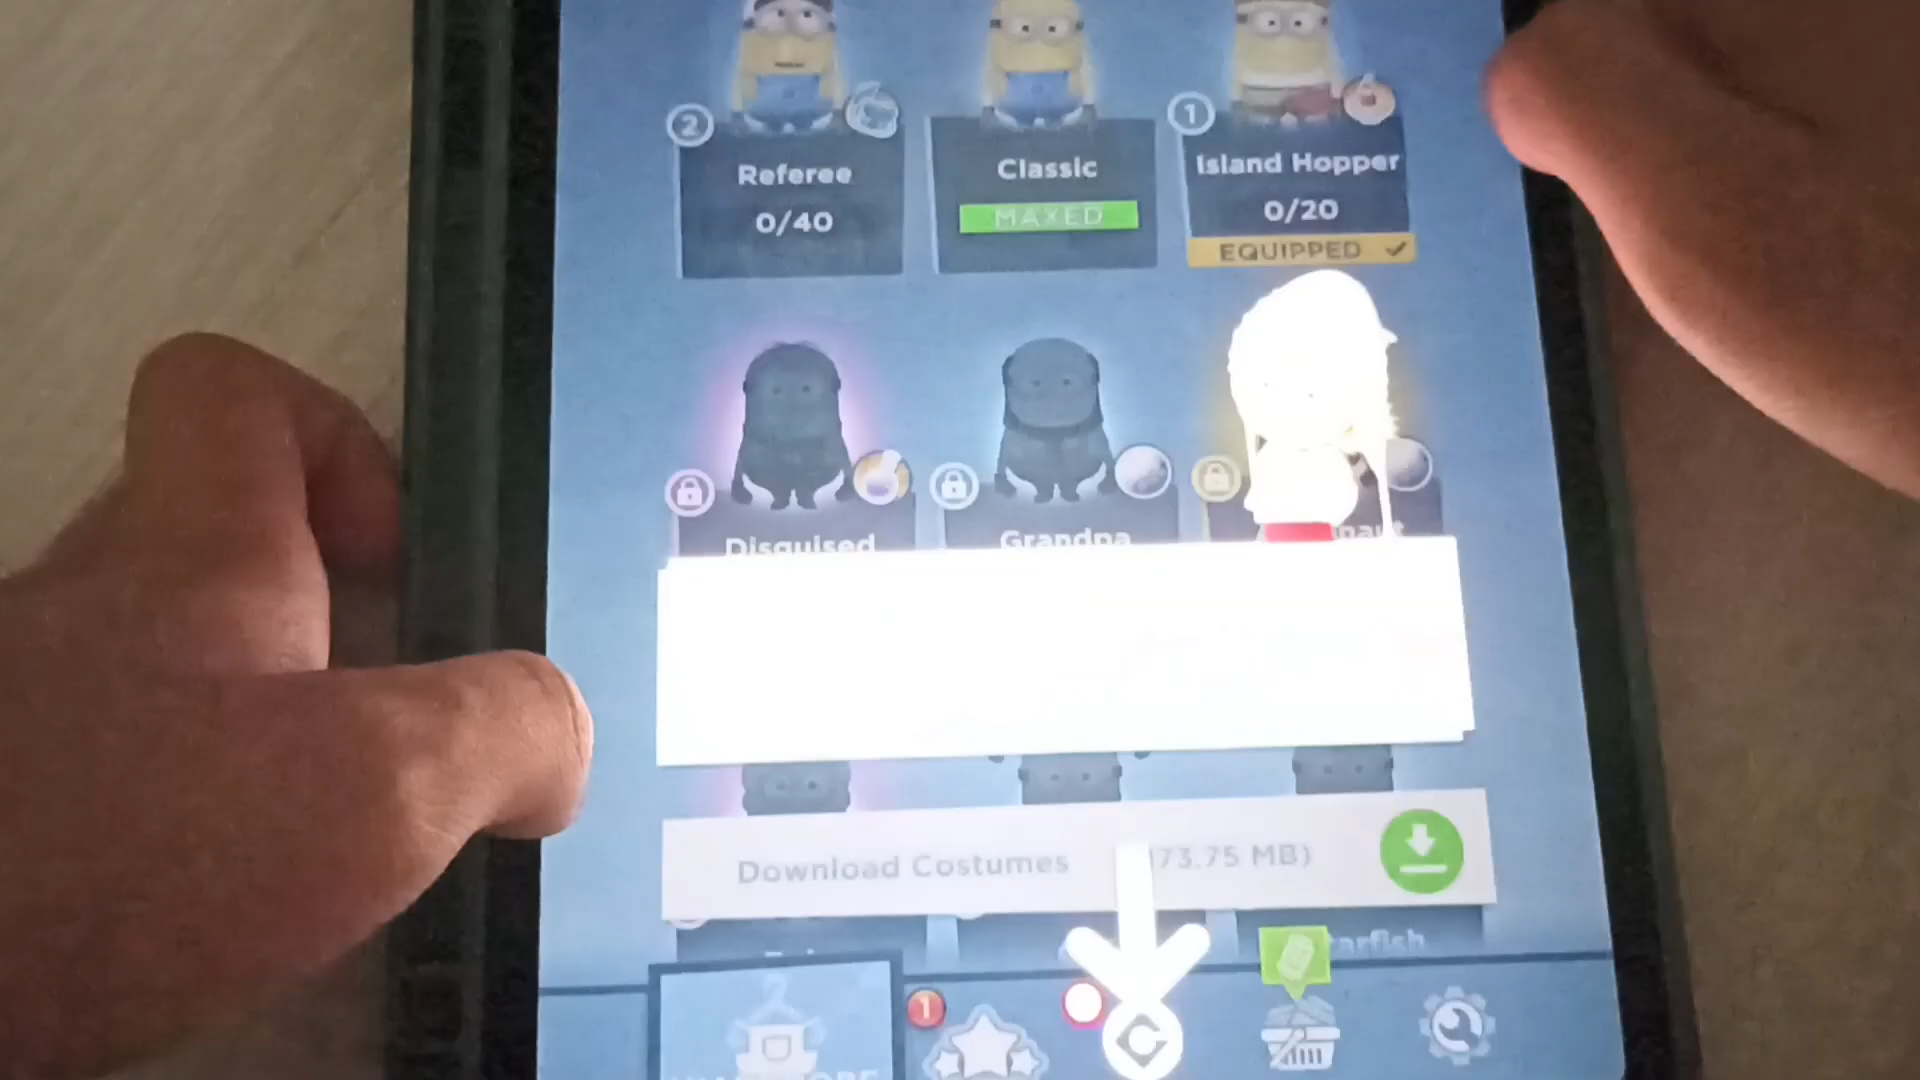 2
1
Referee
Classic
Island Hopper
0/40
MAXED
0/20
EQUIPPED
Disguised
Grandpa
Download Costumes
73.75 MB)
1